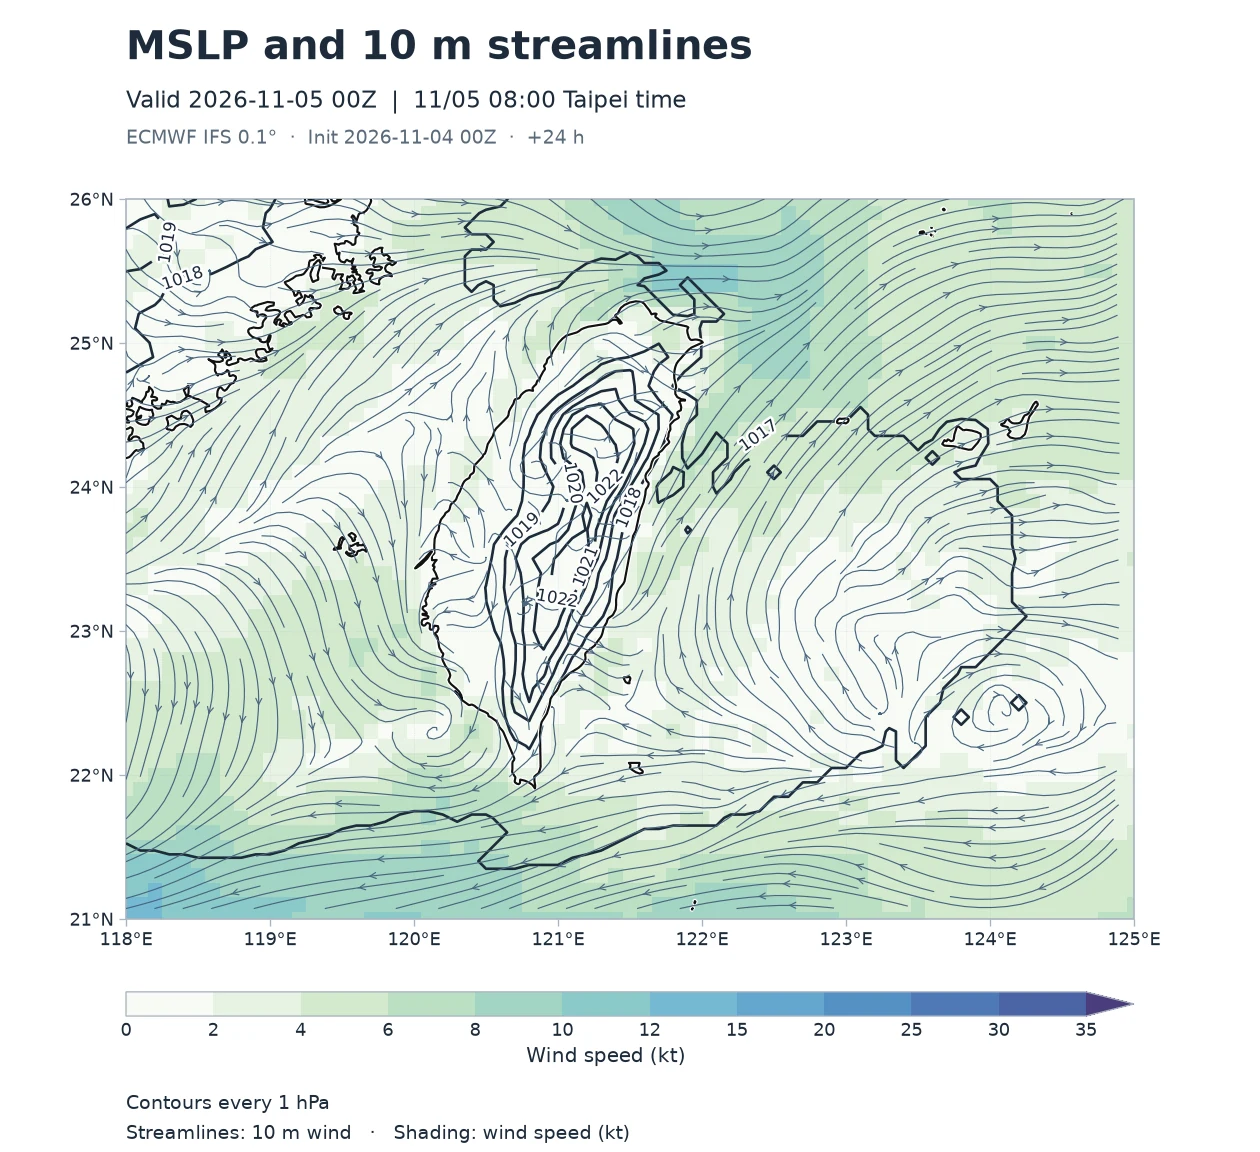 MSLP and 10 m streamlines
Valid 2026-11-05 00Z | 11/05 08:00 Taipei time
ECMWF IFS 0.1° · Init 2026-11-04 00Z · +24 h
26°N
1019
1018
25°N
1017
24°N
1020
1022
1018
1019
1021
1022
23°N
22°N
21°N
118°E 119°E 120°E 121°E 122°E 123°E 124°E 125°E
0 2 4 6 8 10 12 15 20 25 30 35
Wind speed (kt)
Contours every 1 hPa
Streamlines: 10 m wind · Shading: wind speed (kt)